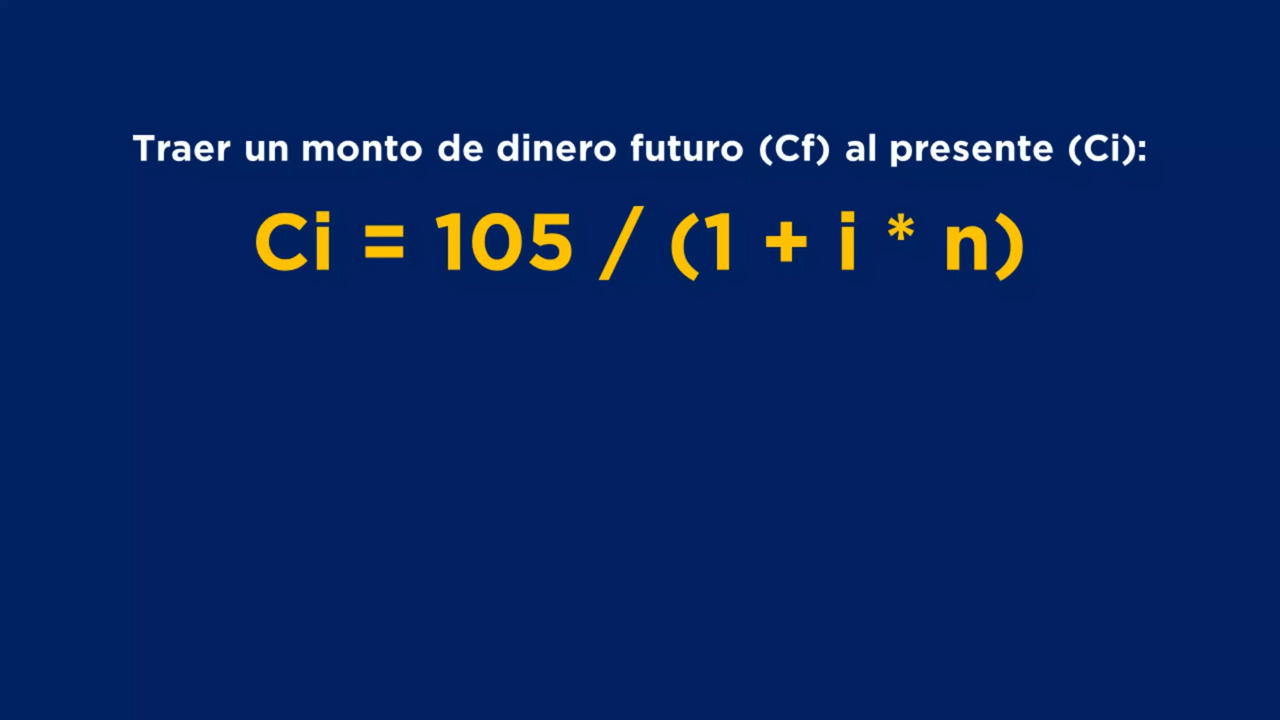 Traer un monto de dinero futuro (Cf) al presente (Ci):
Ci = 105 / (1 + i * n)